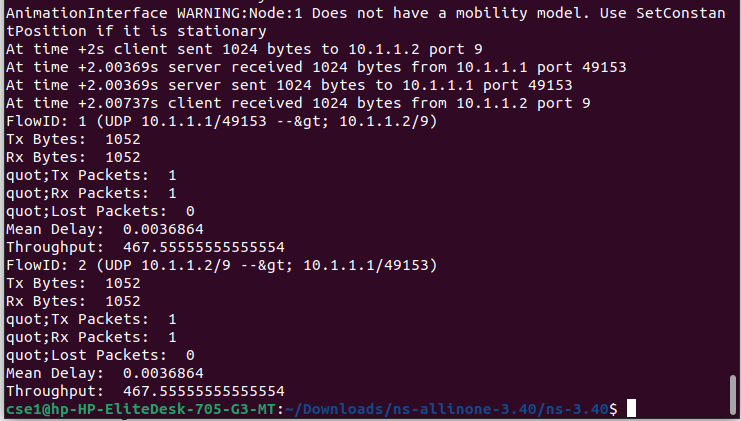 AnimationInterface WARNING:Node:1 Does not have a mobility model. Use SetConstan
tPosition if it is stationary
At time +2s client sent 1024 bytes to 10.1.1.2 port 9
At time +2.00369s server received 1024 bytes from 10.1.1.1 port 49153
At time +2.00369s server sent 1024 bytes to 10.1.1.1 port 49153
At time +2.00737s client received 1024 bytes from 10.1.1.2 port 9
FlowID: 1 (UDP 10.1.1.1/49153 --&gt; 10.1.1.2/9)
Tx Bytes:  1052
Rx Bytes:  1052
quot;Tx Packets:  1
quot;Rx Packets:  1
quot;Lost Packets:  0
Mean Delay:  0.0036864
Throughput:  467.55555555555554
FlowID: 2 (UDP 10.1.1.2/9 --&gt; 10.1.1.1/49153)
Tx Bytes:  1052
Rx Bytes:  1052
quot;Tx Packets:  1
quot;Rx Packets:  1
quot;Lost Packets:  0
Mean Delay:  0.0036864
Throughput:  467.55555555555554
cse1@hp-HP-EliteDesk-705-G3-MT:~/Downloads/ns-allinone-3.40/ns-3.40$